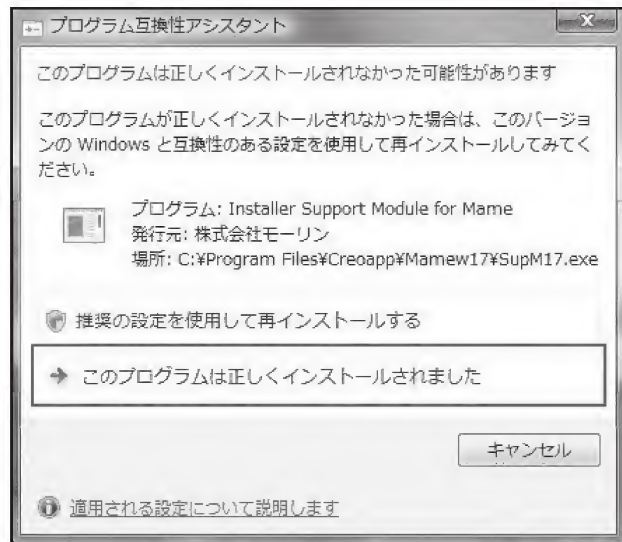 プログラム互換性アシスタント
このプログラムは正しくインストールされなかった可能性があります
このプログラムが正しくインストールされなかった場合は、このバージョ
ンの Windows と互換性のある設定を使用して再インストールしてみてく
ださい。
プログラム: Installer Support Module for Mame
発行元: 株式会社モーリン
場所: C:¥Program Files¥Creoapp¥Mamew17¥SupM17.exe
推奨の設定を使用して再インストールする
このプログラムは正しくインストールされました
キャンセル
適用される設定について説明します